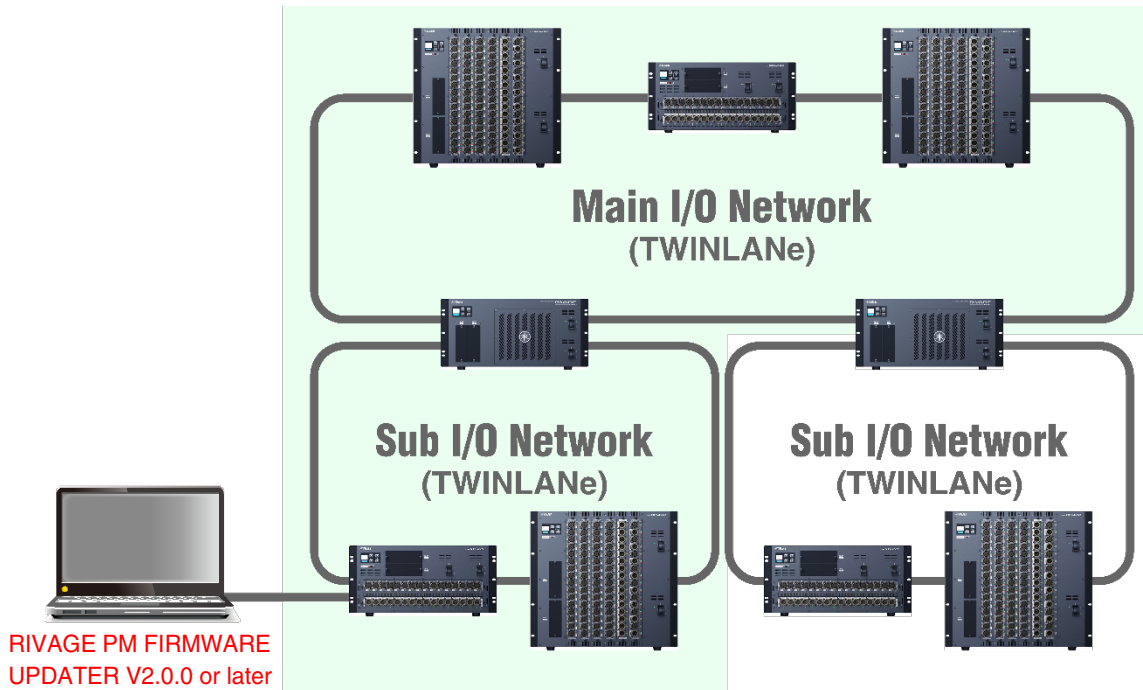 Main I/O Network
(TWINLANe)
Sub I/O Network
(TWINLANe)
Sub I/O Network
(TWINLANe)
RIVAGE PM FIRMWARE
UPDATER V2.0.0 or later